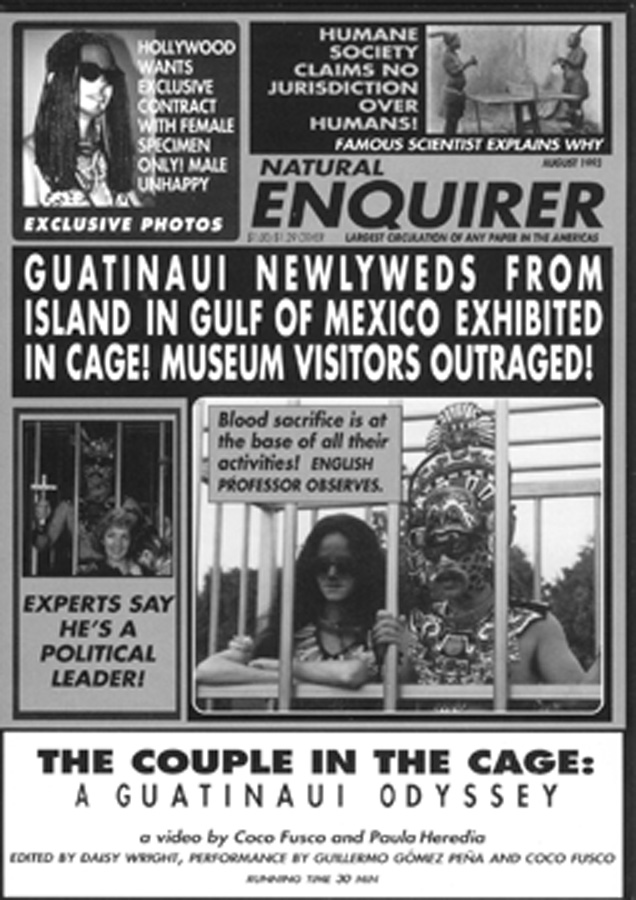 HOLLYWOOD
WANTS
EXCLUSIVE
CONTRACT
WITH FEMALE
SPECIMEN
ONLY! MALE
UNHAPPY
EXCLUSIVE PHOTOS
HUMANE
SOCIETY
CLAIMS NO
JURISDICTION
OVER
HUMANS!
FAMOUS SCIENTIST EXPLAINS WHY
AUGUST 1993
NATURAL
ENQUIRER
LARGEST CIRCULATION OF ANY PAPER IN THE AMERICAS
GUATINAUI NEWLYWEDS FROM
ISLAND IN GULF OF MEXICO EXHIBITED
IN CAGE! MUSEUM VISITORS OUTRAGED!
EXPERTS SAY
HE'S A
POLITICAL
LEADER!
Blood sacrifice is at
the base of all their
activities! ENGLISH
PROFESSOR OBSERVES.
THE COUPLE IN THE CAGE:
A GUATINAUI ODYSSEY
a video by Coco Fusco and Paula Heredia
EDITED BY DAISY WRIGHT, PERFORMANCE BY GUILLERMO GÓMEZ PEÑA AND COCO FUSCO
RUNNING TIME 30 MIN